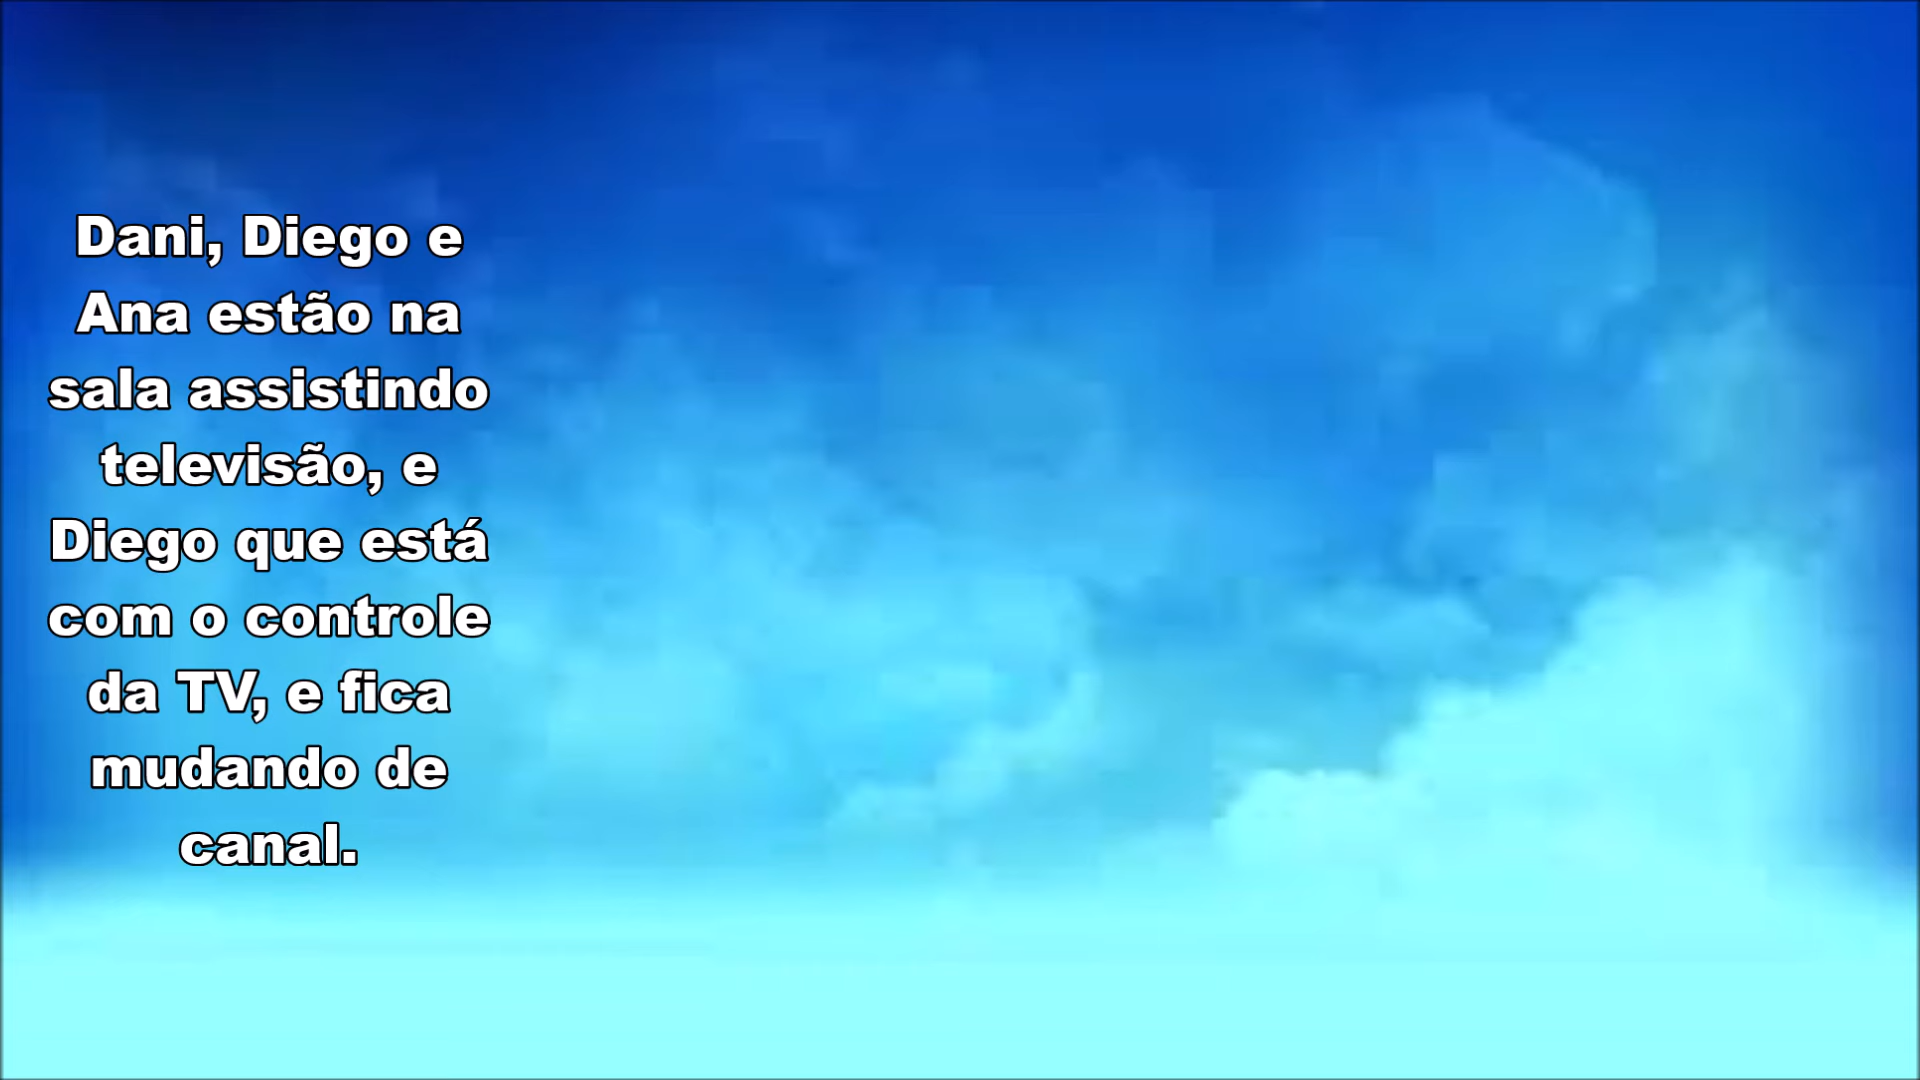 Dani, Diego e
Ana estão na
sala assistindo
televisão, e
Diego que está
com o controle
da TV, e fica
mudando de
canal.